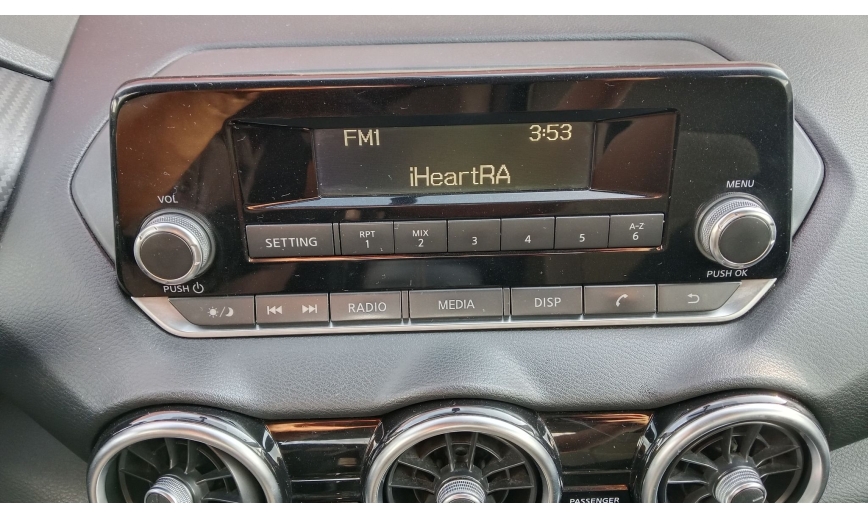 FM1 3:53
iHeartRA
VOL
MENU
SETTING
RPT 1
MIX 2
3
4
5
A-Z 6
PUSH
PUSH OK
RADIO
MEDIA
DISP
PASSENGER